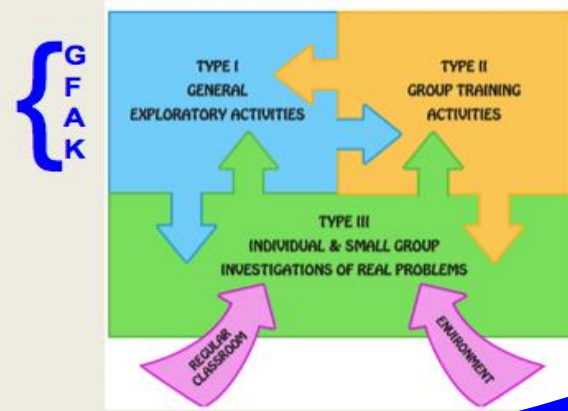 G
F
A
K
TYPE I
GENERAL
EXPLORATORY ACTIVITIES
TYPE II
GROUP TRAINING
ACTIVITIES
TYPE III
INDIVIDUAL & SMALL GROUP
INVESTIGATIONS OF REAL PROBLEMS
REGULAR
CLASSROOM
ENVIRONMENT